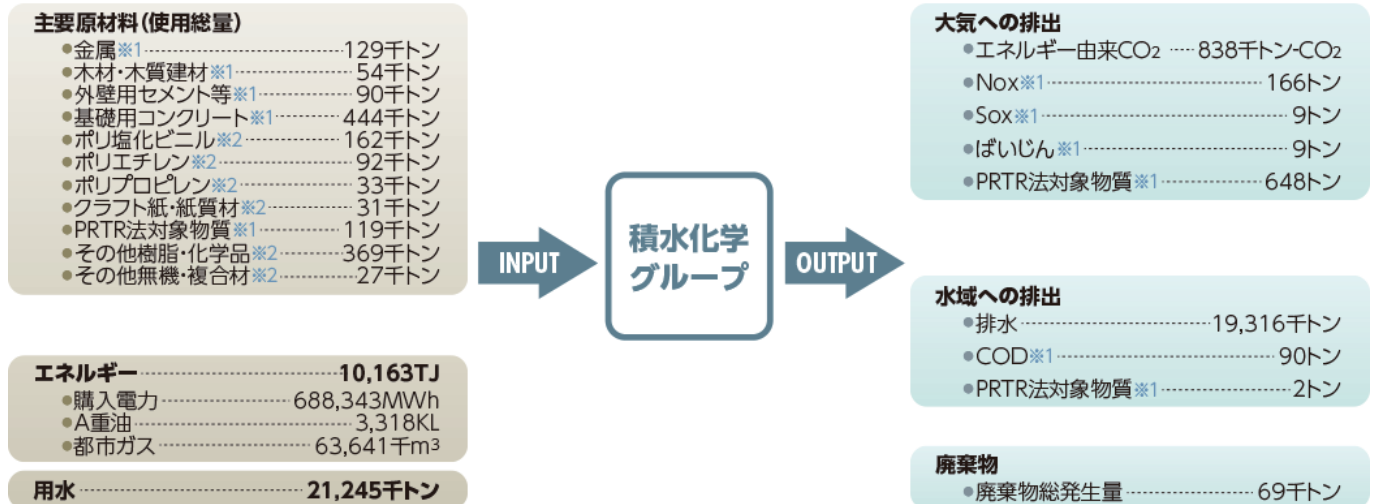 主要原材料(使用総量)
●金属※1 129千トン
●木材・木質建材※1 54千トン
●外壁用セメント等※1 90千トン
●基礎用コンクリート※1 444千トン
●ポリ塩化ビニル※2 162千トン
●ポリエチレン※2 92千トン
●ポリプロピレン※2 33千トン
●クラフト紙・紙質材※2 31千トン
●PRTR法対象物質※1 119千トン
●その他樹脂・化学品※2 369千トン
●その他無機・複合材※2 27千トン
エネルギー 10,163TJ
●購入電力 688,343MWh
●A重油 3,318KL
●都市ガス 63,641千m3
用水 21,245千トン
INPUT
積水化学
グループ
OUTPUT
大気への排出
●エネルギー由来CO2 838千トン-CO2
●Nox※1 166トン
●Sox※1 9トン
●ばいじん※1 9トン
●PRTR法対象物質※1 648トン
水域への排出
●排水 19,316千トン
●COD※1 90トン
●PRTR法対象物質※1 2トン
廃棄物
●廃棄物総発生量 69千トン